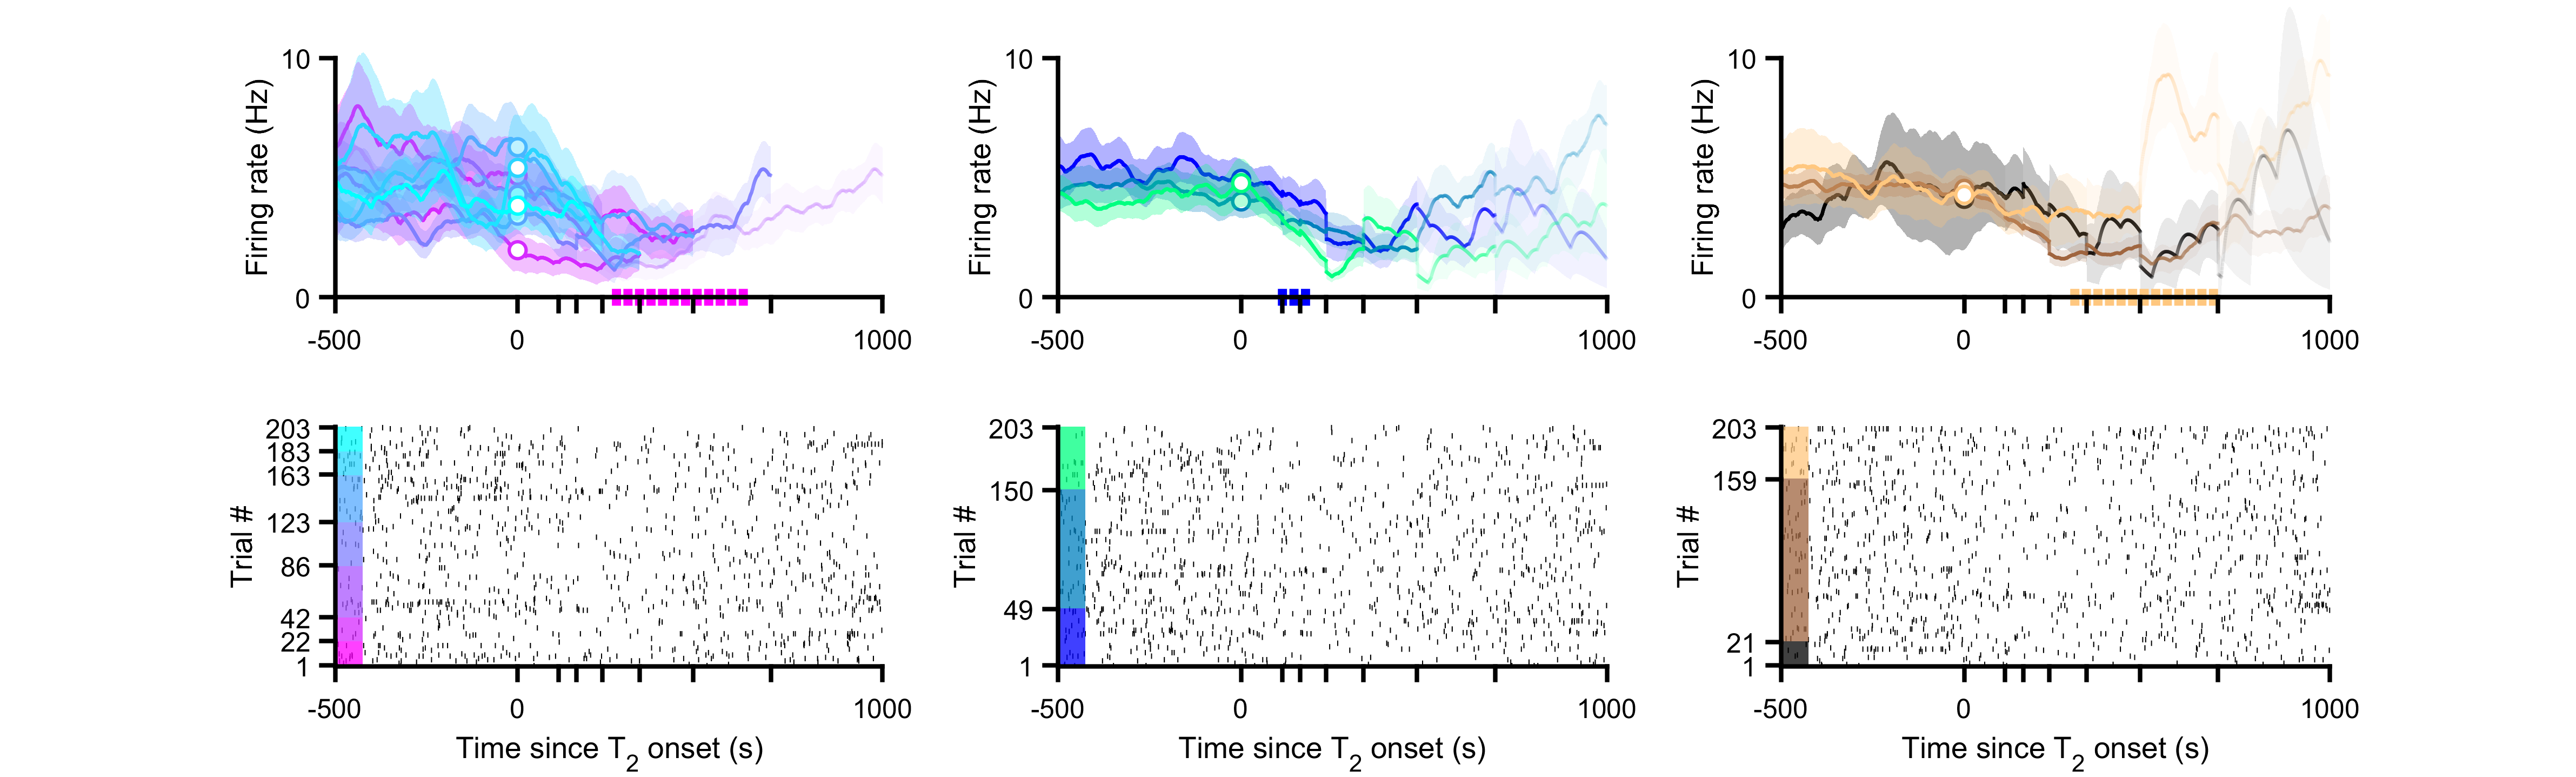 10
Firing rate (Hz)
0
-500 0 1000
10
Firing rate (Hz)
0
-500 0 1000
10
Firing rate (Hz)
0
-500 0 1000
203
183
163
123
86
42
22
1
Trial #
-500 0 1000
Time since T2 onset (s)
203
150
49
1
Trial #
-500 0 1000
Time since T2 onset (s)
203
159
21
1
Trial #
-500 0 1000
Time since T2 onset (s)